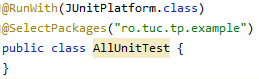 @RunWith(JUnitPlatform.class)
@SelectPackages("ro.tuc.tp.example")
public class AllUnitTest {
}